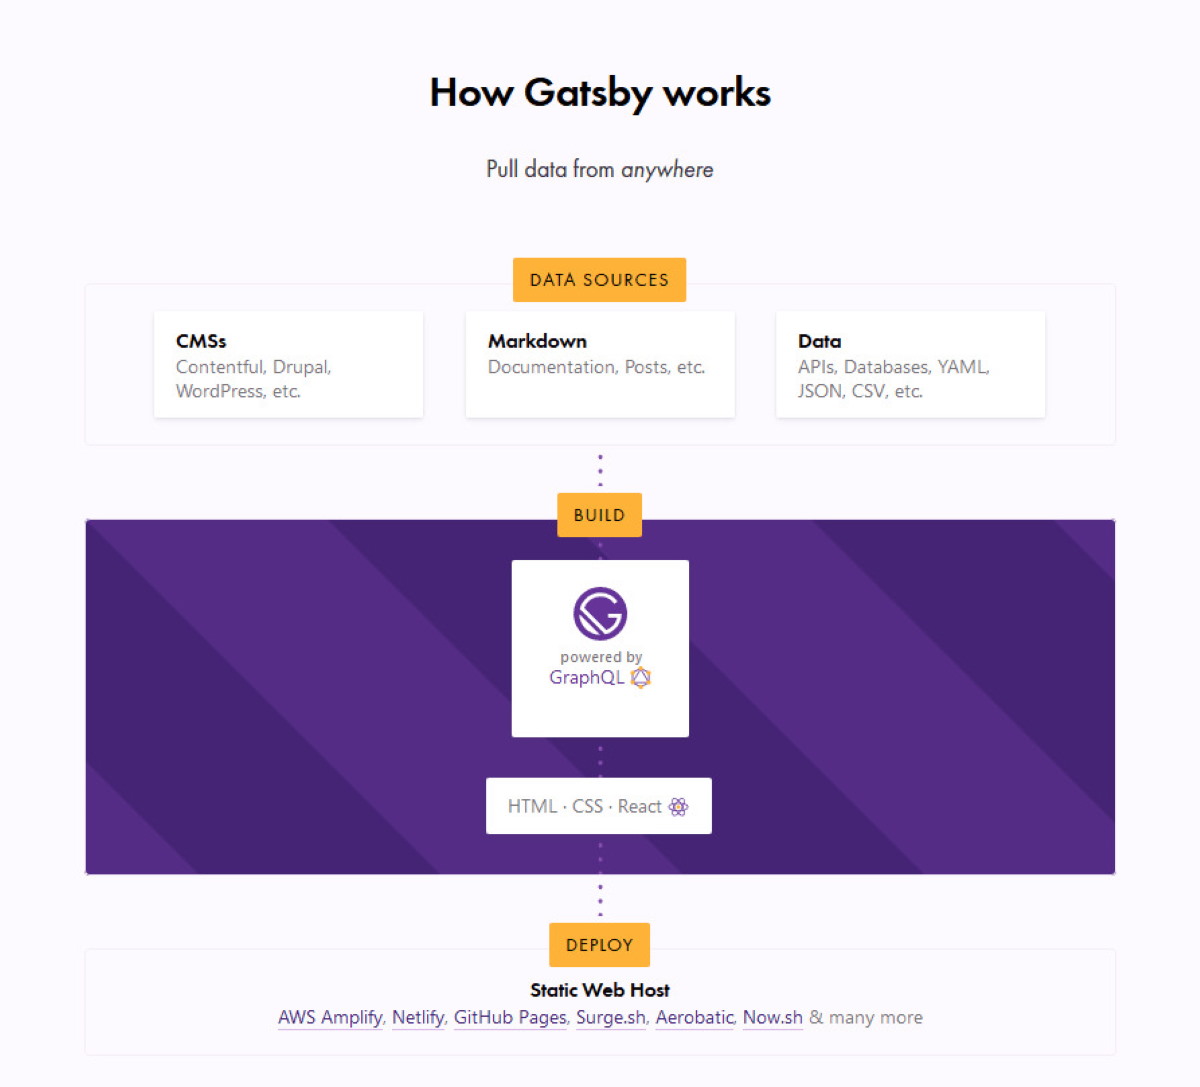 How Gatsby works
Pull data from anywhere
DATA SOURCES
CMSs
Contentful, Drupal,
WordPress, etc.
Markdown
Documentation, Posts, etc.
Data
APIs, Databases, YAML,
JSON, CSV, etc.
BUILD
powered by
GraphQL
HTML · CSS · React
DEPLOY
Static Web Host
AWS Amplify, Netlify, GitHub Pages, Surge.sh, Aerobatic, Now.sh & many more